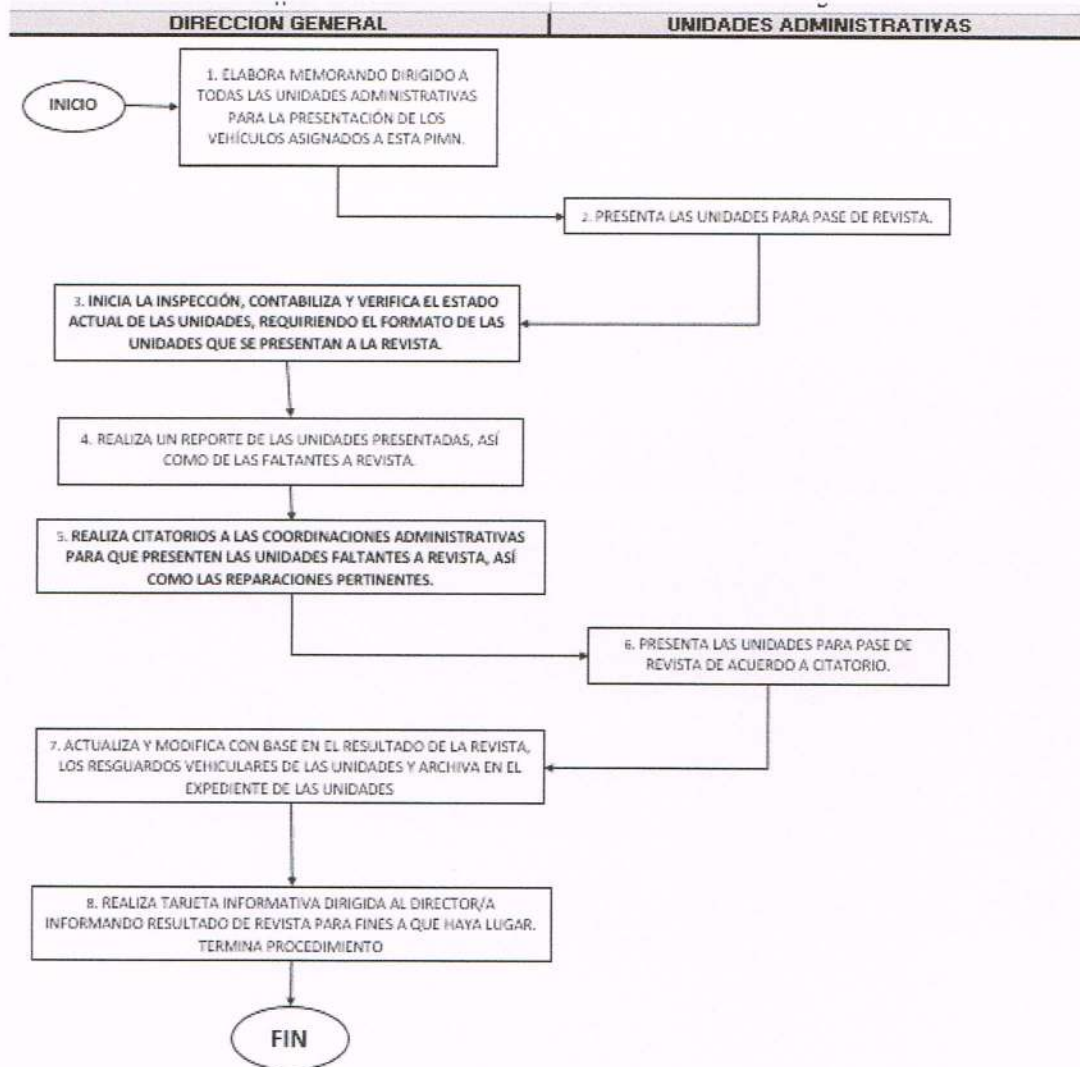 DIRECCION GENERAL
UNIDADES ADMINISTRATIVAS
INICIO
1. ELABORA MEMORANDO DIRIGIDO A
TODAS LAS UNIDADES ADMINISTRATIVAS
PARA LA PRESENTACIÓN DE LOS
VEHÍCULOS ASIGNADOS A ESTA PIMN.
2. PRESENTA LAS UNIDADES PARA PASE DE REVISTA.
3. INICIA LA INSPECCIÓN, CONTABILIZA Y VERIFICA EL ESTADO
ACTUAL DE LAS UNIDADES, REQUIRIENDO EL FORMATO DE LAS
UNIDADES QUE SE PRESENTAN A LA REVISTA.
4. REALIZA UN REPORTE DE LAS UNIDADES PRESENTADAS, ASÍ
COMO DE LAS FALTANTES A REVISTA.
5. REALIZA CITATORIOS A LAS COORDINACIONES ADMINISTRATIVAS
PARA QUE PRESENTEN LAS UNIDADES FALTANTES A REVISTA, ASÍ
COMO LAS REPARACIONES PERTINENTES.
6. PRESENTA LAS UNIDADES PARA PASE DE
REVISTA DE ACUERDO A CITATORIO.
7. ACTUALIZA Y MODIFICA CON BASE EN EL RESULTADO DE LA REVISTA,
LOS RESGUARDOS VEHICULARES DE LAS UNIDADES Y ARCHIVA EN EL
EXPEDIENTE DE LAS UNIDADES
8. REALIZA TARJETA INFORMATIVA DIRIGIDA AL DIRECTOR/A
INFORMANDO RESULTADO DE REVISTA PARA FINES A QUE HAYA LUGAR.
TERMINA PROCEDIMIENTO
FIN